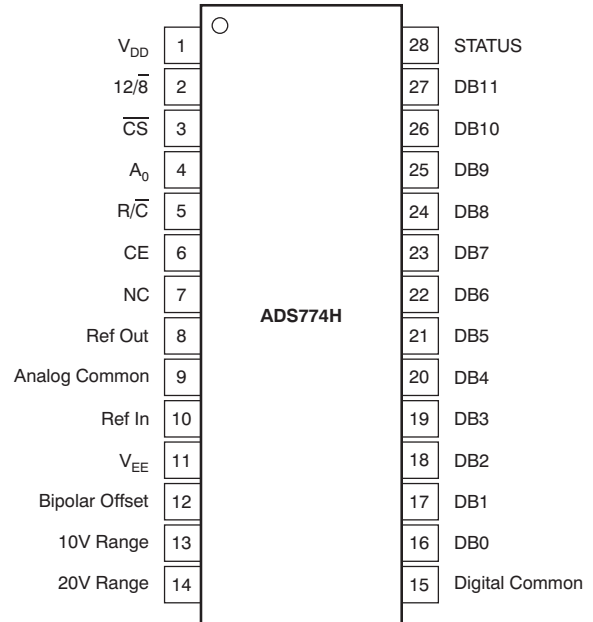 V_DD 1 28 STATUS
12/8̅ 2 27 DB11
C̅S̅ 3 26 DB10
A_0 4 25 DB9
R/C̅ 5 24 DB8
CE 6 23 DB7
NC 7 22 DB6
ADS774H
Ref Out 8 21 DB5
Analog Common 9 20 DB4
Ref In 10 19 DB3
V_EE 11 18 DB2
Bipolar Offset 12 17 DB1
10V Range 13 16 DB0
20V Range 14 15 Digital Common